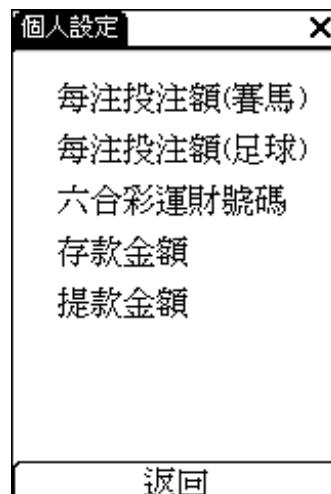 個人設定
每注投注額(賽馬)
每注投注額(足球)
六合彩運財號碼
存款金額
提款金額
返回